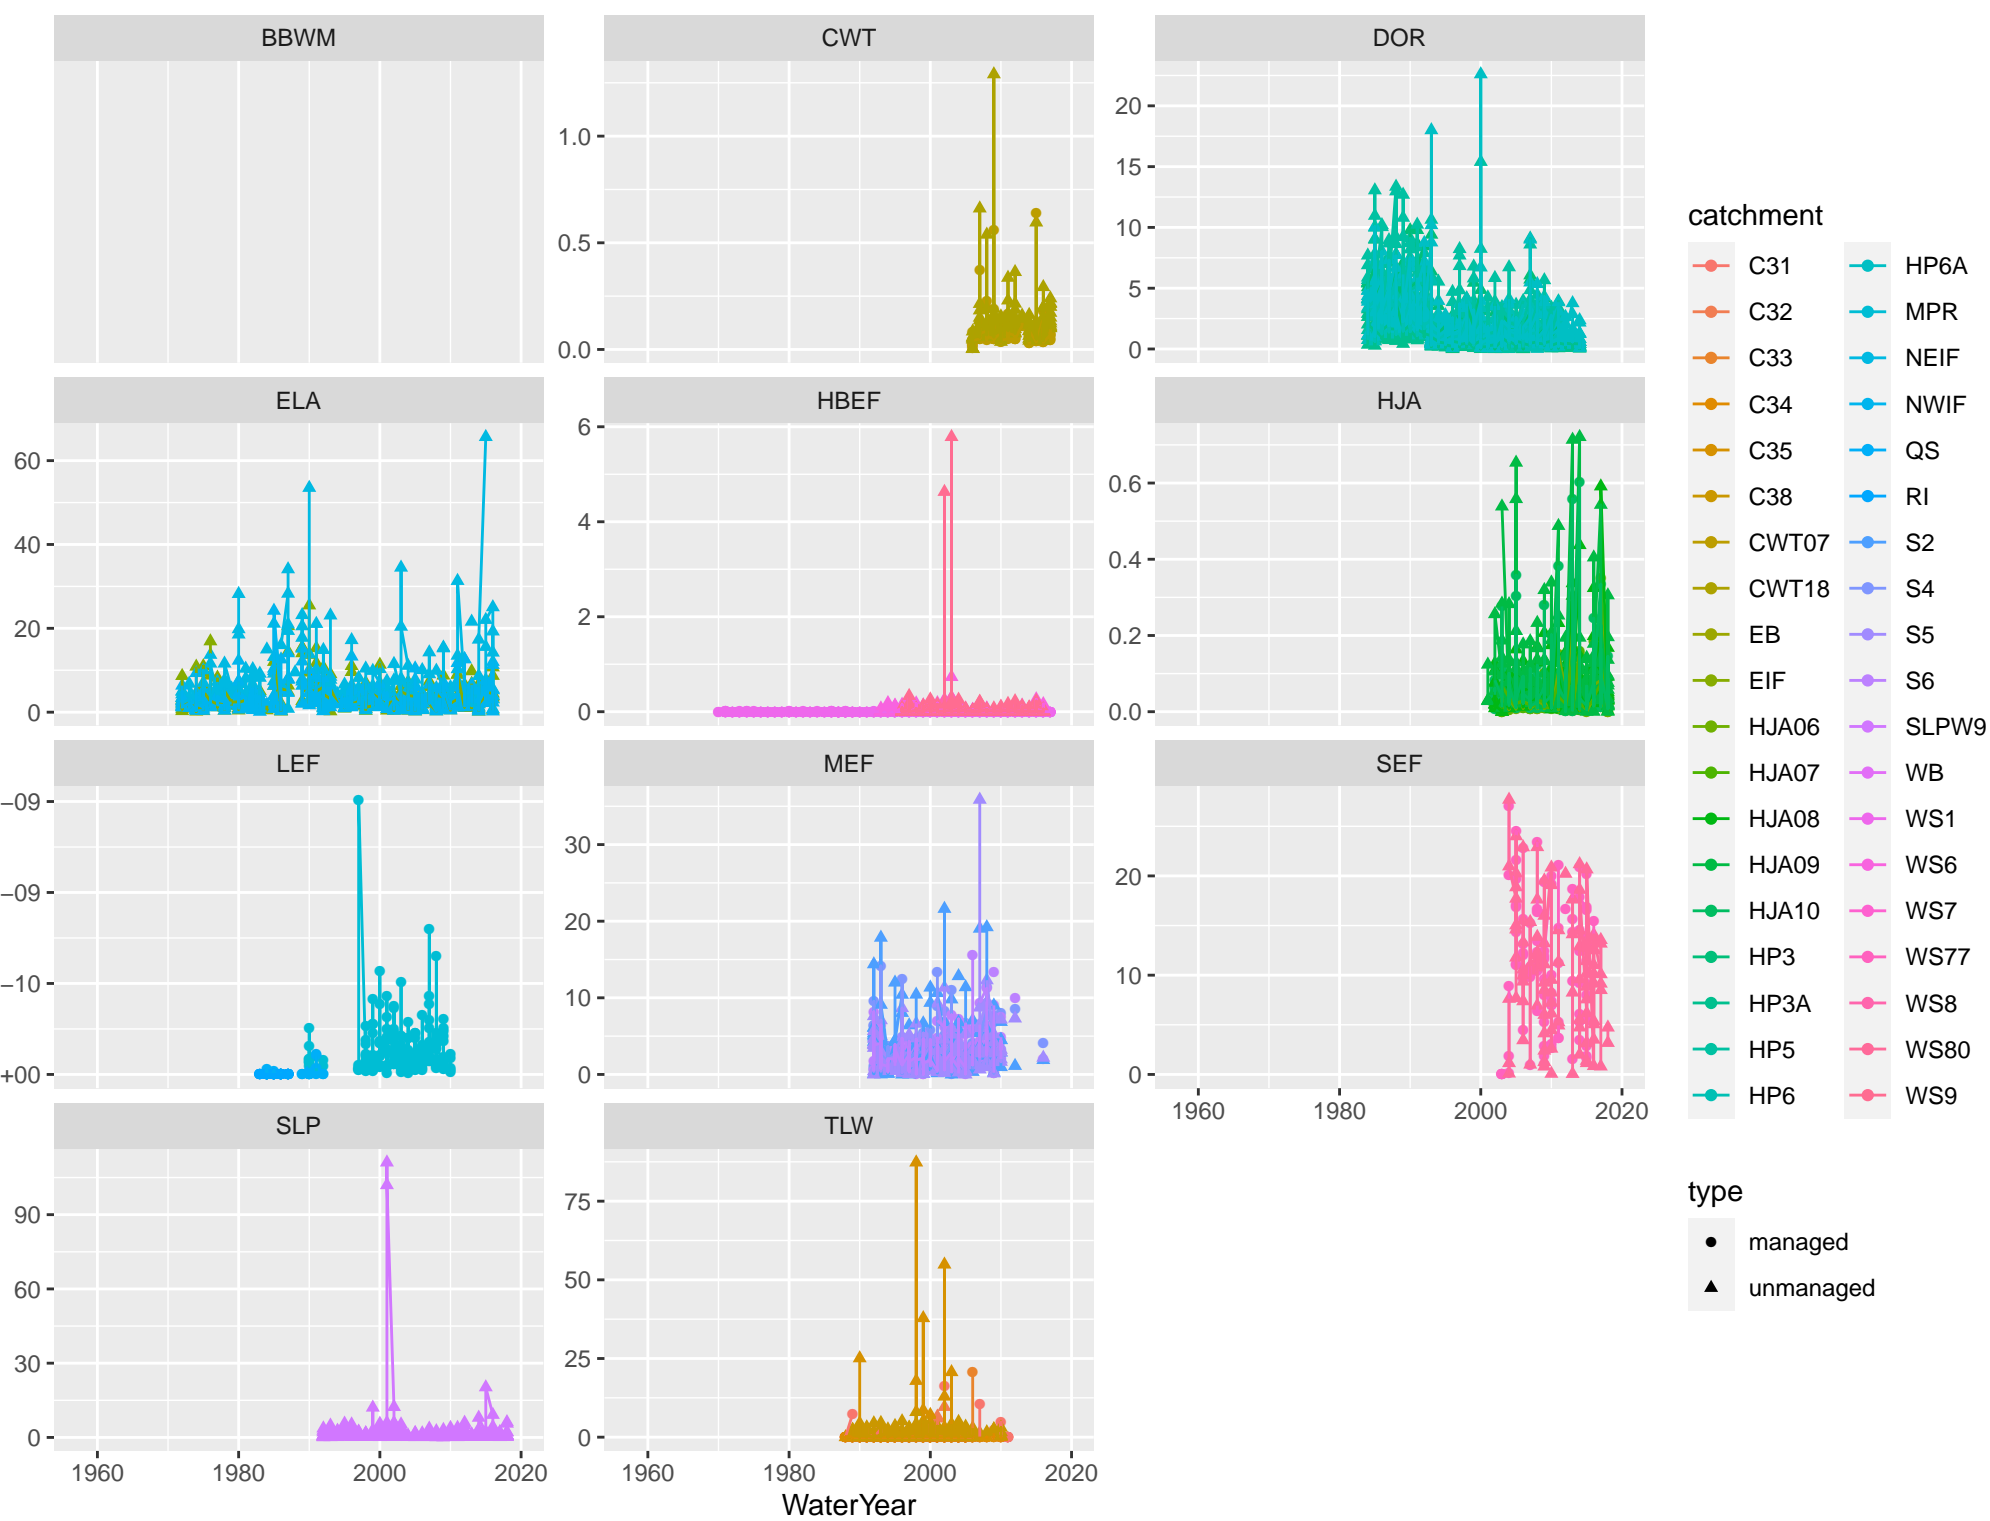 BBWM CWT DOR
1.0
0.5
0.0
20
15
10
5
0
ELA HBEF HJA
60
40
20
0
6
4
2
0
0.6
0.4
0.2
0.0
LEF MEF SEF
−09
−09
−10
+00
30
20
10
0
20
10
0
1960 1980 2000 2020
SLP TLW
90
60
30
0
75
50
25
0
1960 1980 2000 2020
1960 1980 2000 2020
WaterYear
catchment
C31
C32
C33
C34
C35
C38
CWT07
CWT18
EB
EIF
HJA06
HJA07
HJA08
HJA09
HJA10
HP3
HP3A
HP5
HP6
HP6A
MPR
NEIF
NWIF
QS
RI
S2
S4
S5
S6
SLPW9
WB
WS1
WS6
WS7
WS77
WS8
WS80
WS9
type
managed
unmanaged